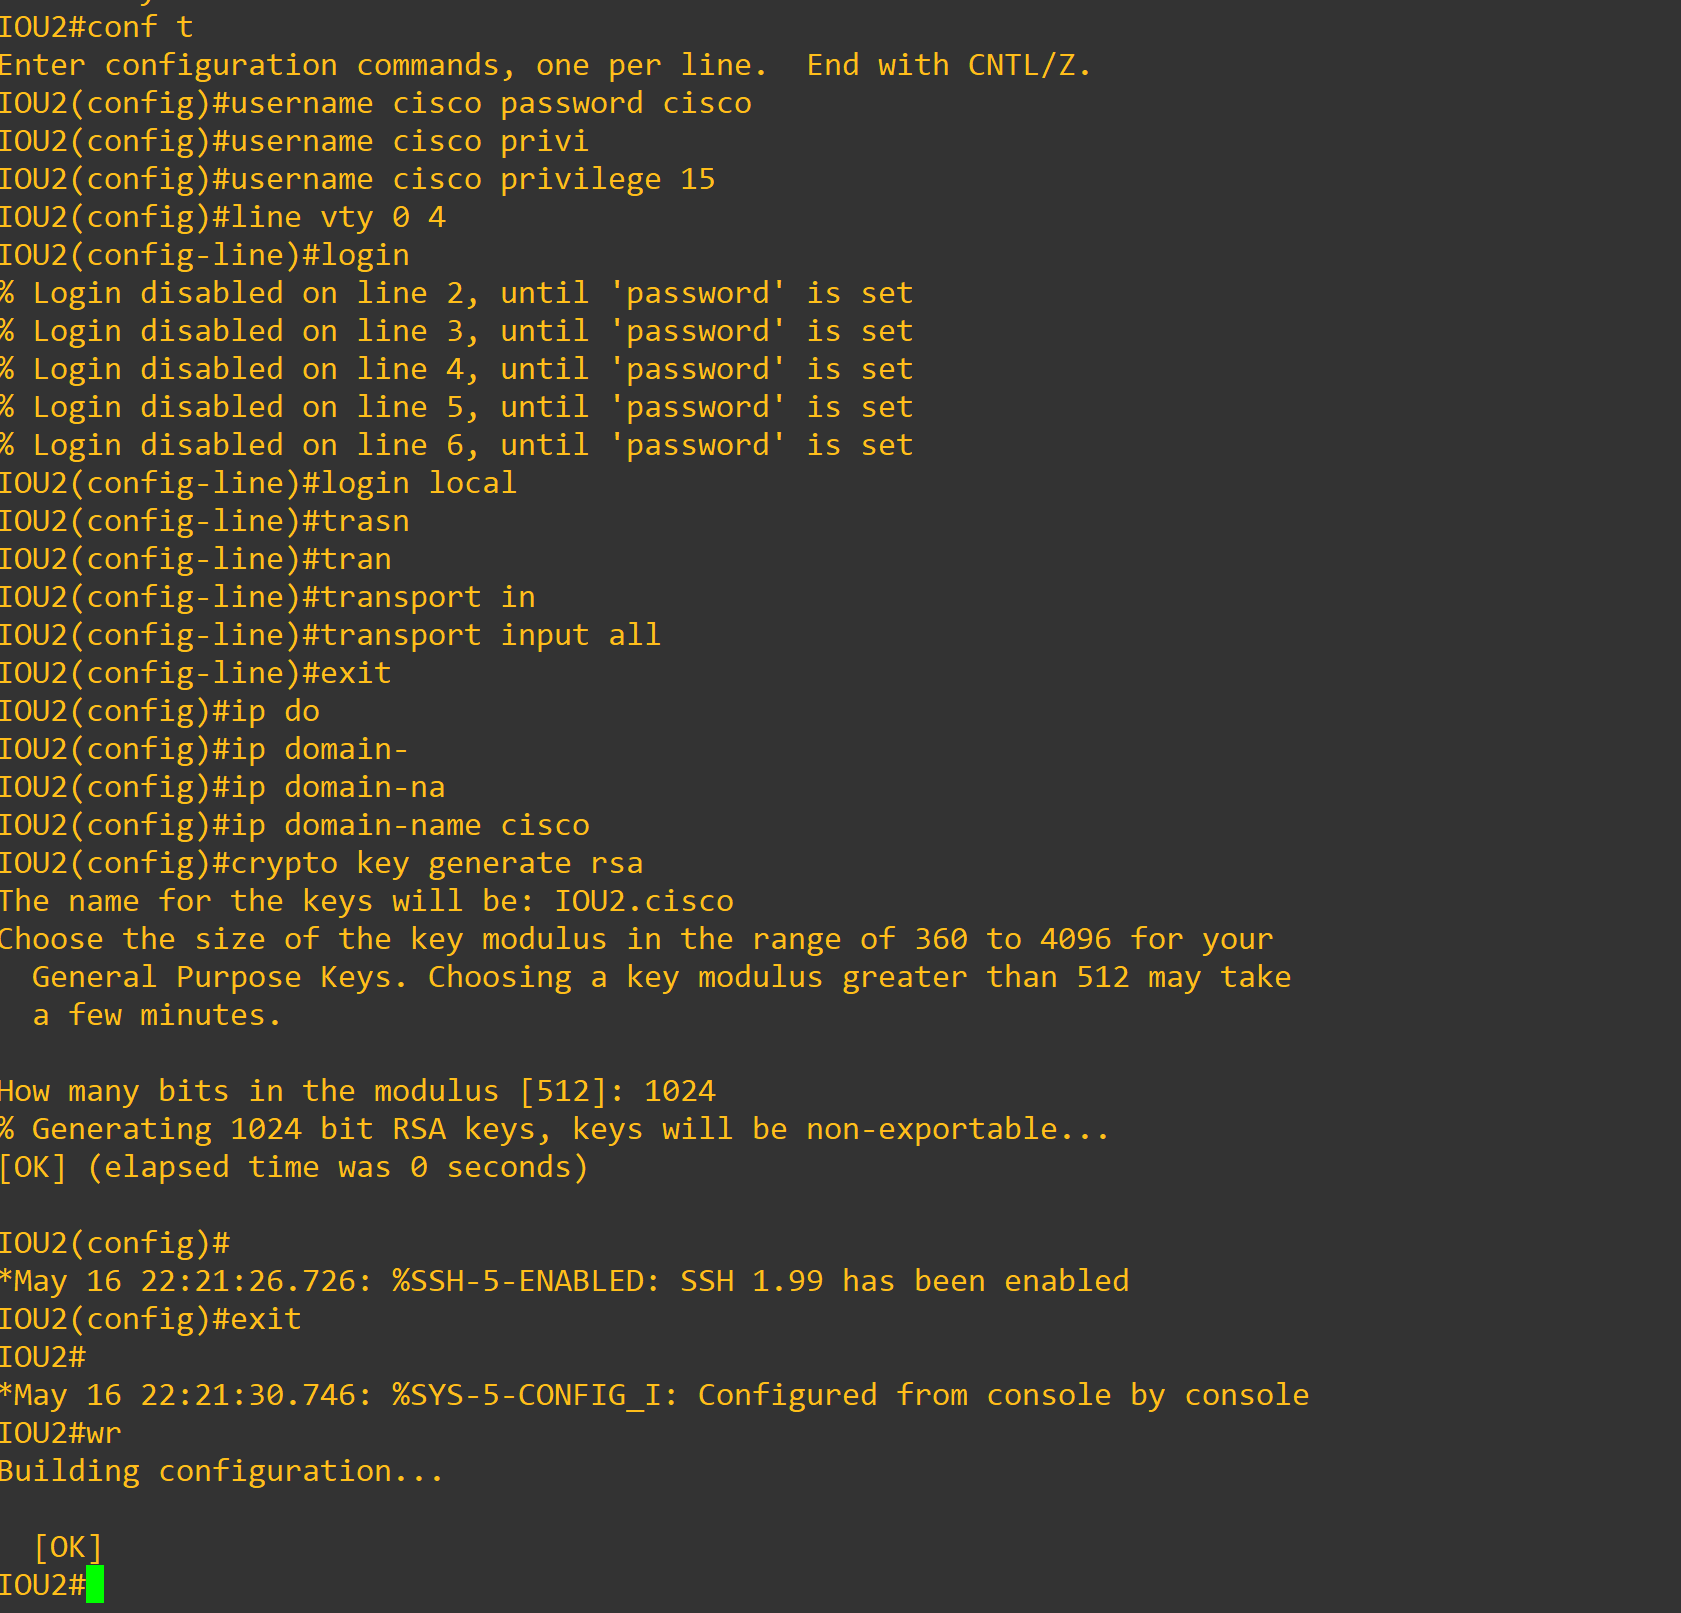 IOU2#conf t
Enter configuration commands, one per line.  End with CNTL/Z.
IOU2(config)#username cisco password cisco
IOU2(config)#username cisco privi
IOU2(config)#username cisco privilege 15
IOU2(config)#line vty 0 4
IOU2(config-line)#login
% Login disabled on line 2, until 'password' is set
% Login disabled on line 3, until 'password' is set
% Login disabled on line 4, until 'password' is set
% Login disabled on line 5, until 'password' is set
% Login disabled on line 6, until 'password' is set
IOU2(config-line)#login local
IOU2(config-line)#trasn
IOU2(config-line)#tran
IOU2(config-line)#transport in
IOU2(config-line)#transport input all
IOU2(config-line)#exit
IOU2(config)#ip do
IOU2(config)#ip domain-
IOU2(config)#ip domain-na
IOU2(config)#ip domain-name cisco
IOU2(config)#crypto key generate rsa
The name for the keys will be: IOU2.cisco
Choose the size of the key modulus in the range of 360 to 4096 for your
  General Purpose Keys. Choosing a key modulus greater than 512 may take
  a few minutes.

How many bits in the modulus [512]: 1024
% Generating 1024 bit RSA keys, keys will be non-exportable...
[OK] (elapsed time was 0 seconds)

IOU2(config)#
*May 16 22:21:26.726: %SSH-5-ENABLED: SSH 1.99 has been enabled
IOU2(config)#exit
IOU2#
*May 16 22:21:30.746: %SYS-5-CONFIG_I: Configured from console by console
IOU2#wr
Building configuration...

  [OK]
IOU2#